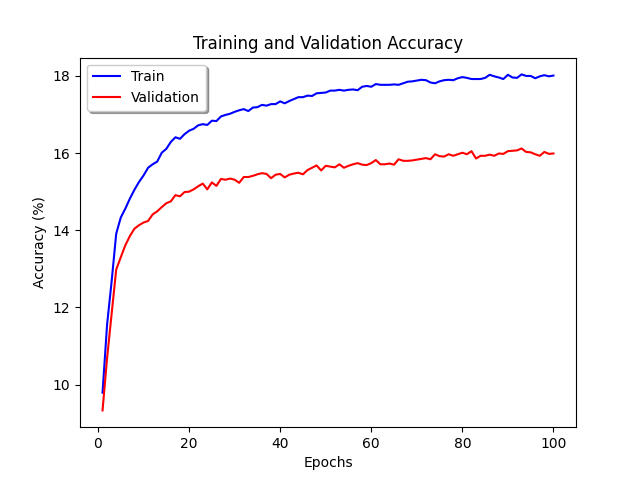 Training and Validation Accuracy
Train
Validation
18
16
14
12
10
Accuracy (%)
0 20 40 60 80 100
Epochs